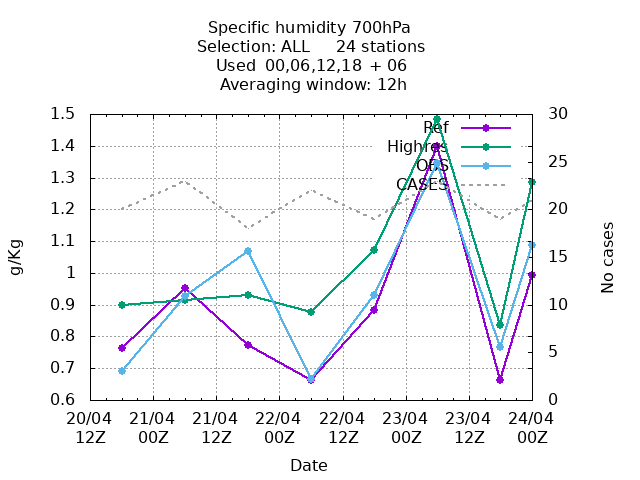 Specific humidity 700hPa
Selection: ALL 24 stations
Used 00,06,12,18 + 06
Averaging window: 12h
1.5
1.4
1.3
1.2
1.1
1
0.9
0.8
0.7
0.6
g/Kg
30
25
20
15
10
5
0
No cases
Ref
Highres
OBS
CASES
20/04 21/04 21/04 22/04 22/04 23/04 23/04 24/04
12Z 00Z 12Z 00Z 12Z 00Z 12Z 00Z
Date